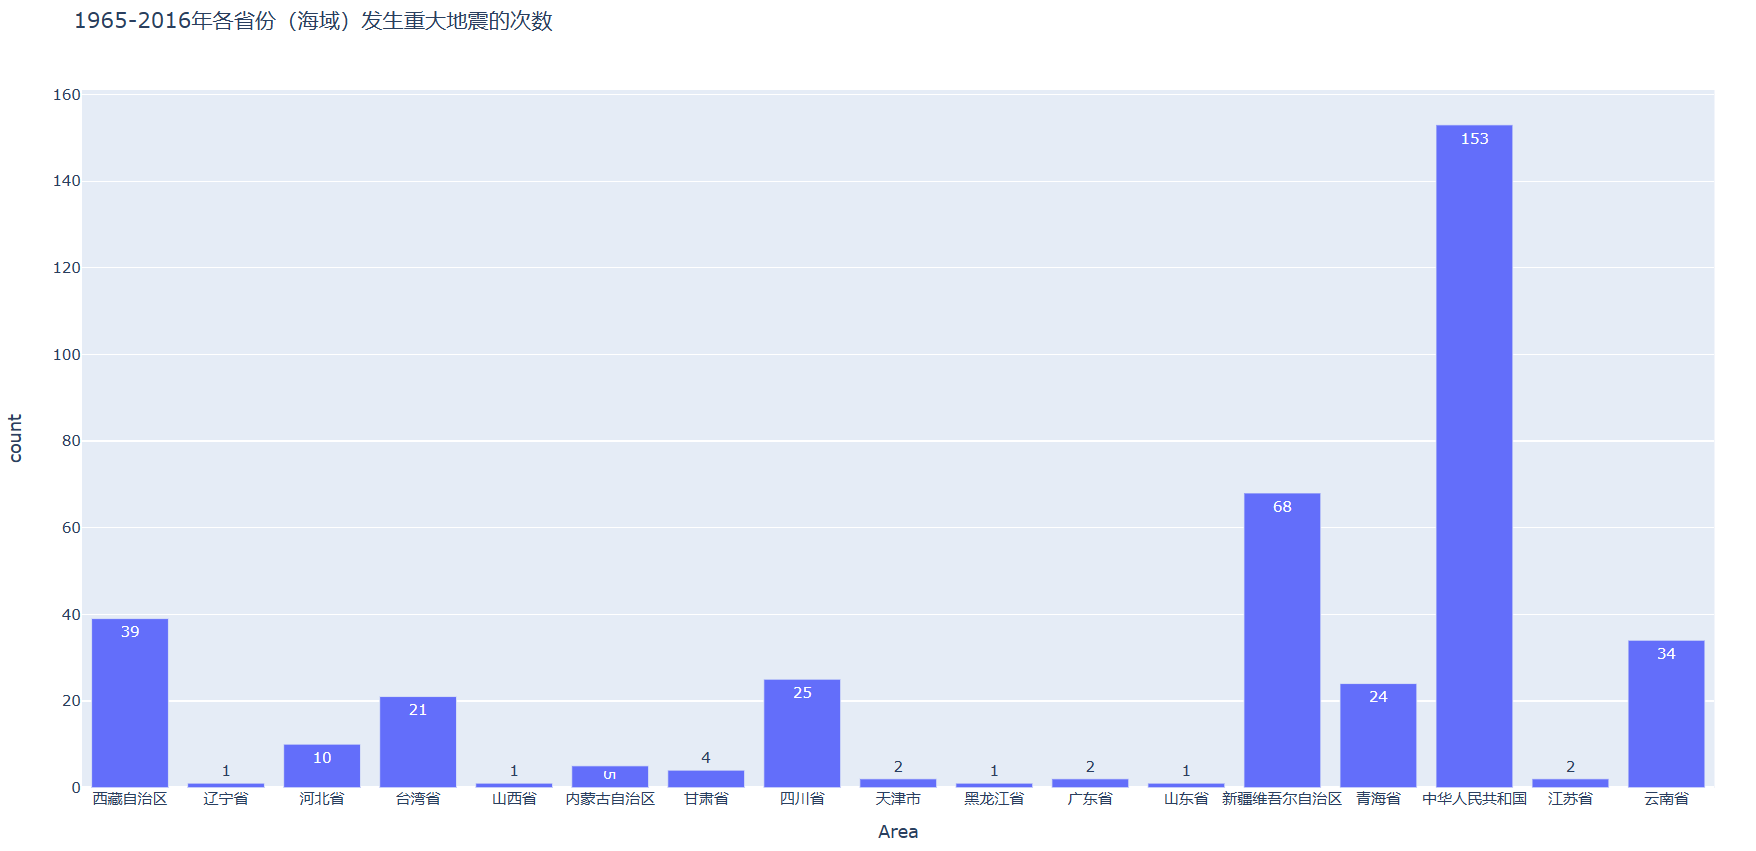 1965-2016年各省份（海域）发生重大地震的次数
160
140
120
100
80
60
40
20
0
count
39
1
10
21
1
5
4
25
2
1
2
1
68
24
153
2
34
西藏自治区
辽宁省
河北省
台湾省
山西省
内蒙古自治区
甘肃省
四川省
天津市
黑龙江省
广东省
山东省
新疆维吾尔自治区
青海省
中华人民共和国
江苏省
云南省
Area